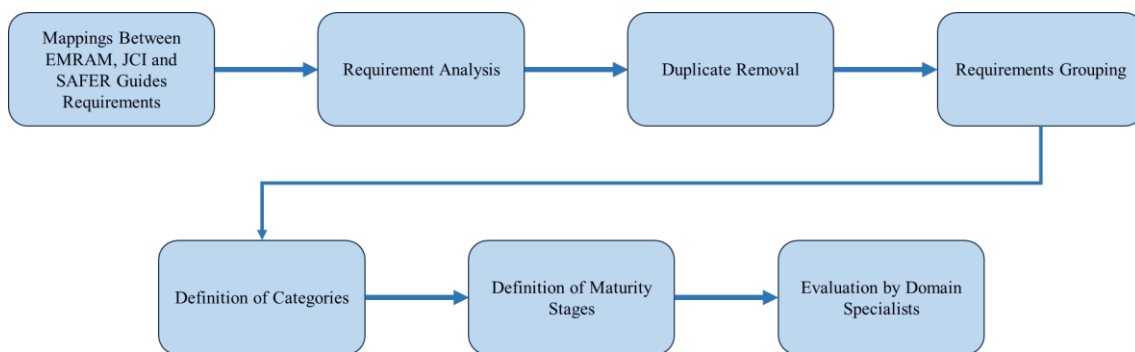 Mappings Between
EMRAM, JCI and
SAFER Guides
Requirements
Requirement Analysis
Duplicate Removal
Requirements Grouping
Definition of Categories
Definition of Maturity
Stages
Evaluation by Domain
Specialists